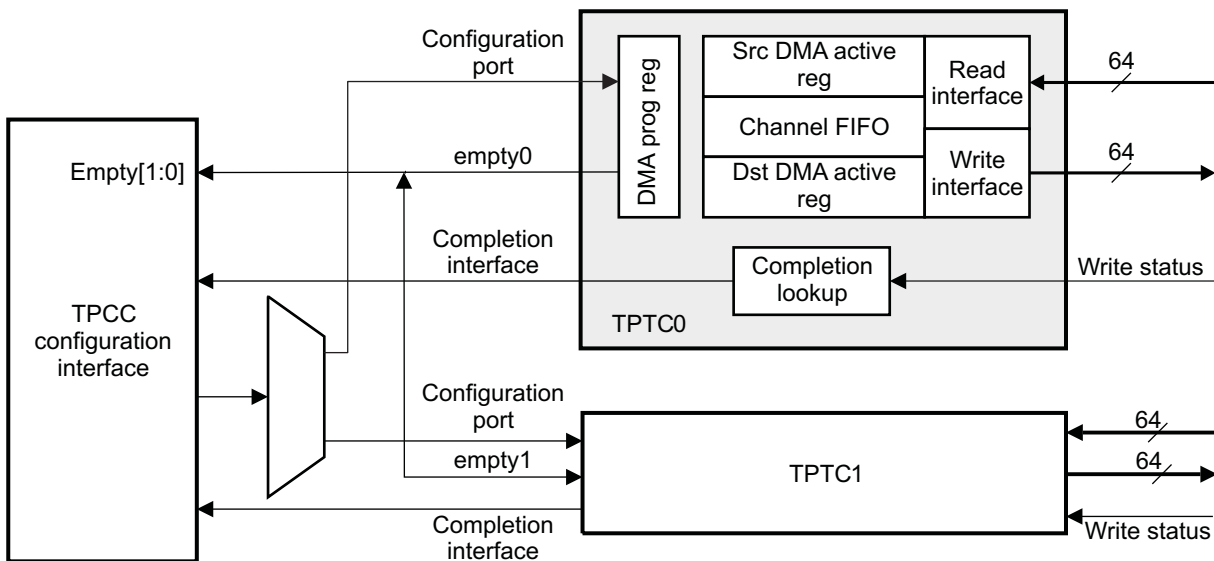 Configuration
port
DMA prog reg
Src DMA active
reg
Channel FIFO
Dst DMA active
reg
Read
interface
Write
interface
64
64
Empty[1:0]
empty0
Completion
interface
Completion
lookup
Write status
TPTC0
TPCC
configuration
interface
Configuration
port
empty1
Completion
interface
TPTC1
64
64
Write status